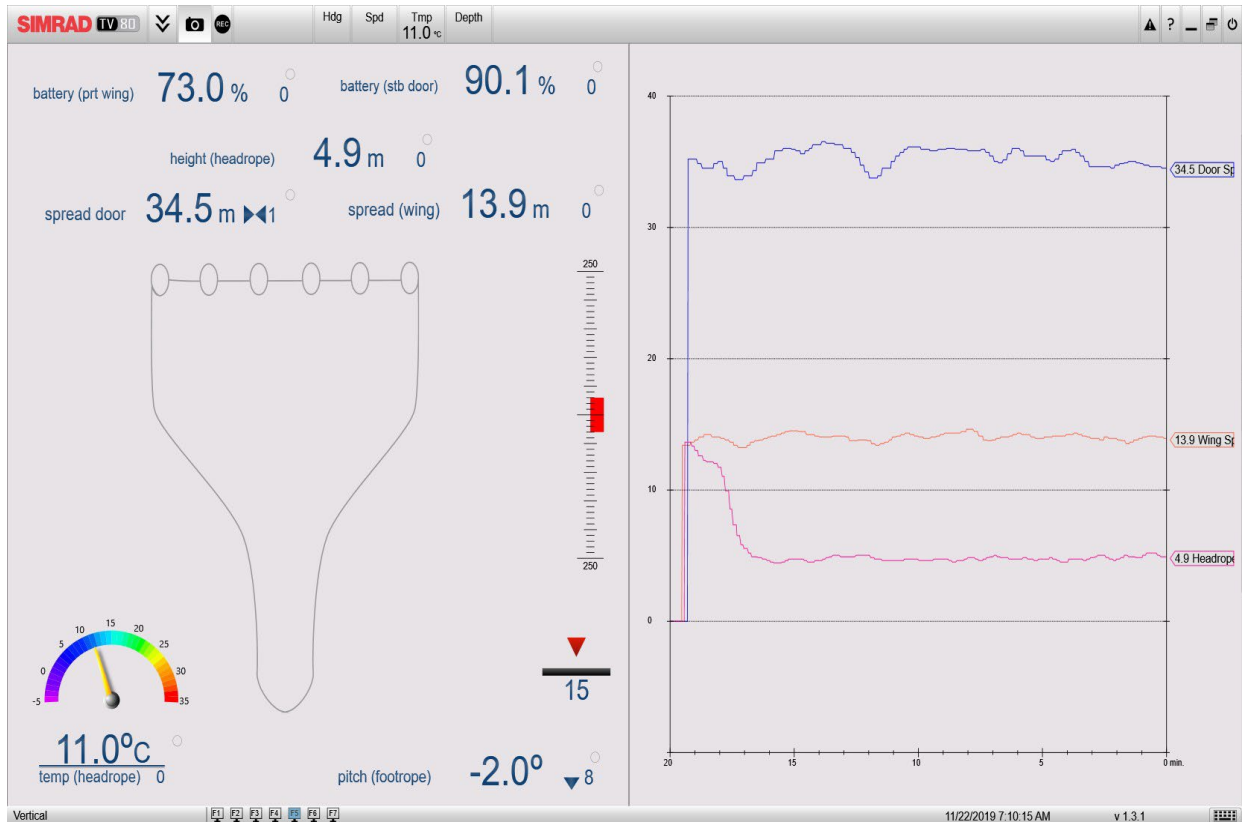 SIMRAD TV 80 REC Hdg Spd Tmp Depth
11.0 °C
?
battery (prt wing) 73.0 % 0
battery (stb door) 90.1 % 0
height (headrope) 4.9 m 0
spread door 34.5 m 1
spread (wing) 13.9 m 0
250
250
15
-5 0 5 10 15 20 25 30 35
11.0°C
temp (headrope) 0
pitch (footrope) -2.0° 8
40
34.5 Door Sp
30
20
13.9 Wing Sp
10
4.9 Headrope
0
20 15 10 5 0 min.
Vertical F1 F2 F3 F4 F5 F6 F7 11/22/2019 7:10:15 AM v 1.3.1